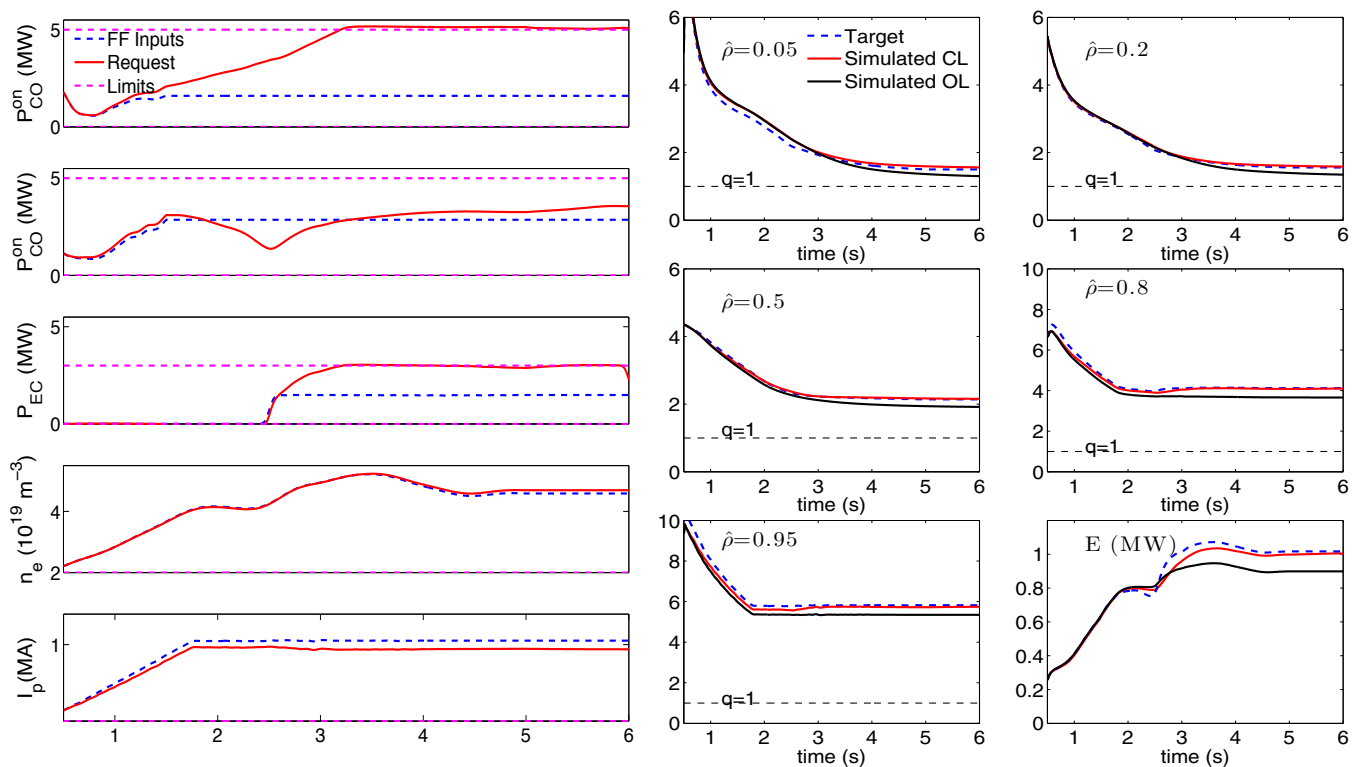 P_CO^on (MW)
5
0
FF Inputs
Request
Limits
P_CO^on (MW)
5
0
P_EC (MW)
5
0
n_e (10^19 m^-3)
4
2
I_p(MA)
1
1 2 3 4 5 6
ρ̂=0.05
Target
Simulated CL
Simulated OL
6
4
2
0
q=1
1 2 3 4 5 6
time (s)
ρ̂=0.2
6
4
2
0
q=1
1 2 3 4 5 6
time (s)
ρ̂=0.5
6
4
2
0
q=1
1 2 3 4 5 6
time (s)
ρ̂=0.8
10
8
6
4
2
0
q=1
1 2 3 4 5 6
time (s)
ρ̂=0.95
10
8
6
4
2
0
q=1
1 2 3 4 5 6
time (s)
E (MW)
1
0.8
0.6
0.4
0.2
0
1 2 3 4 5 6
time (s)